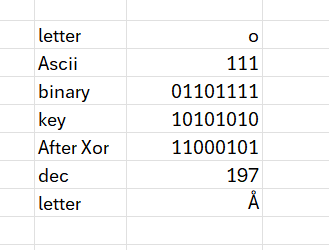 letter o
Ascii 111
binary 01101111
key 10101010
After Xor 11000101
dec 197
letter Å